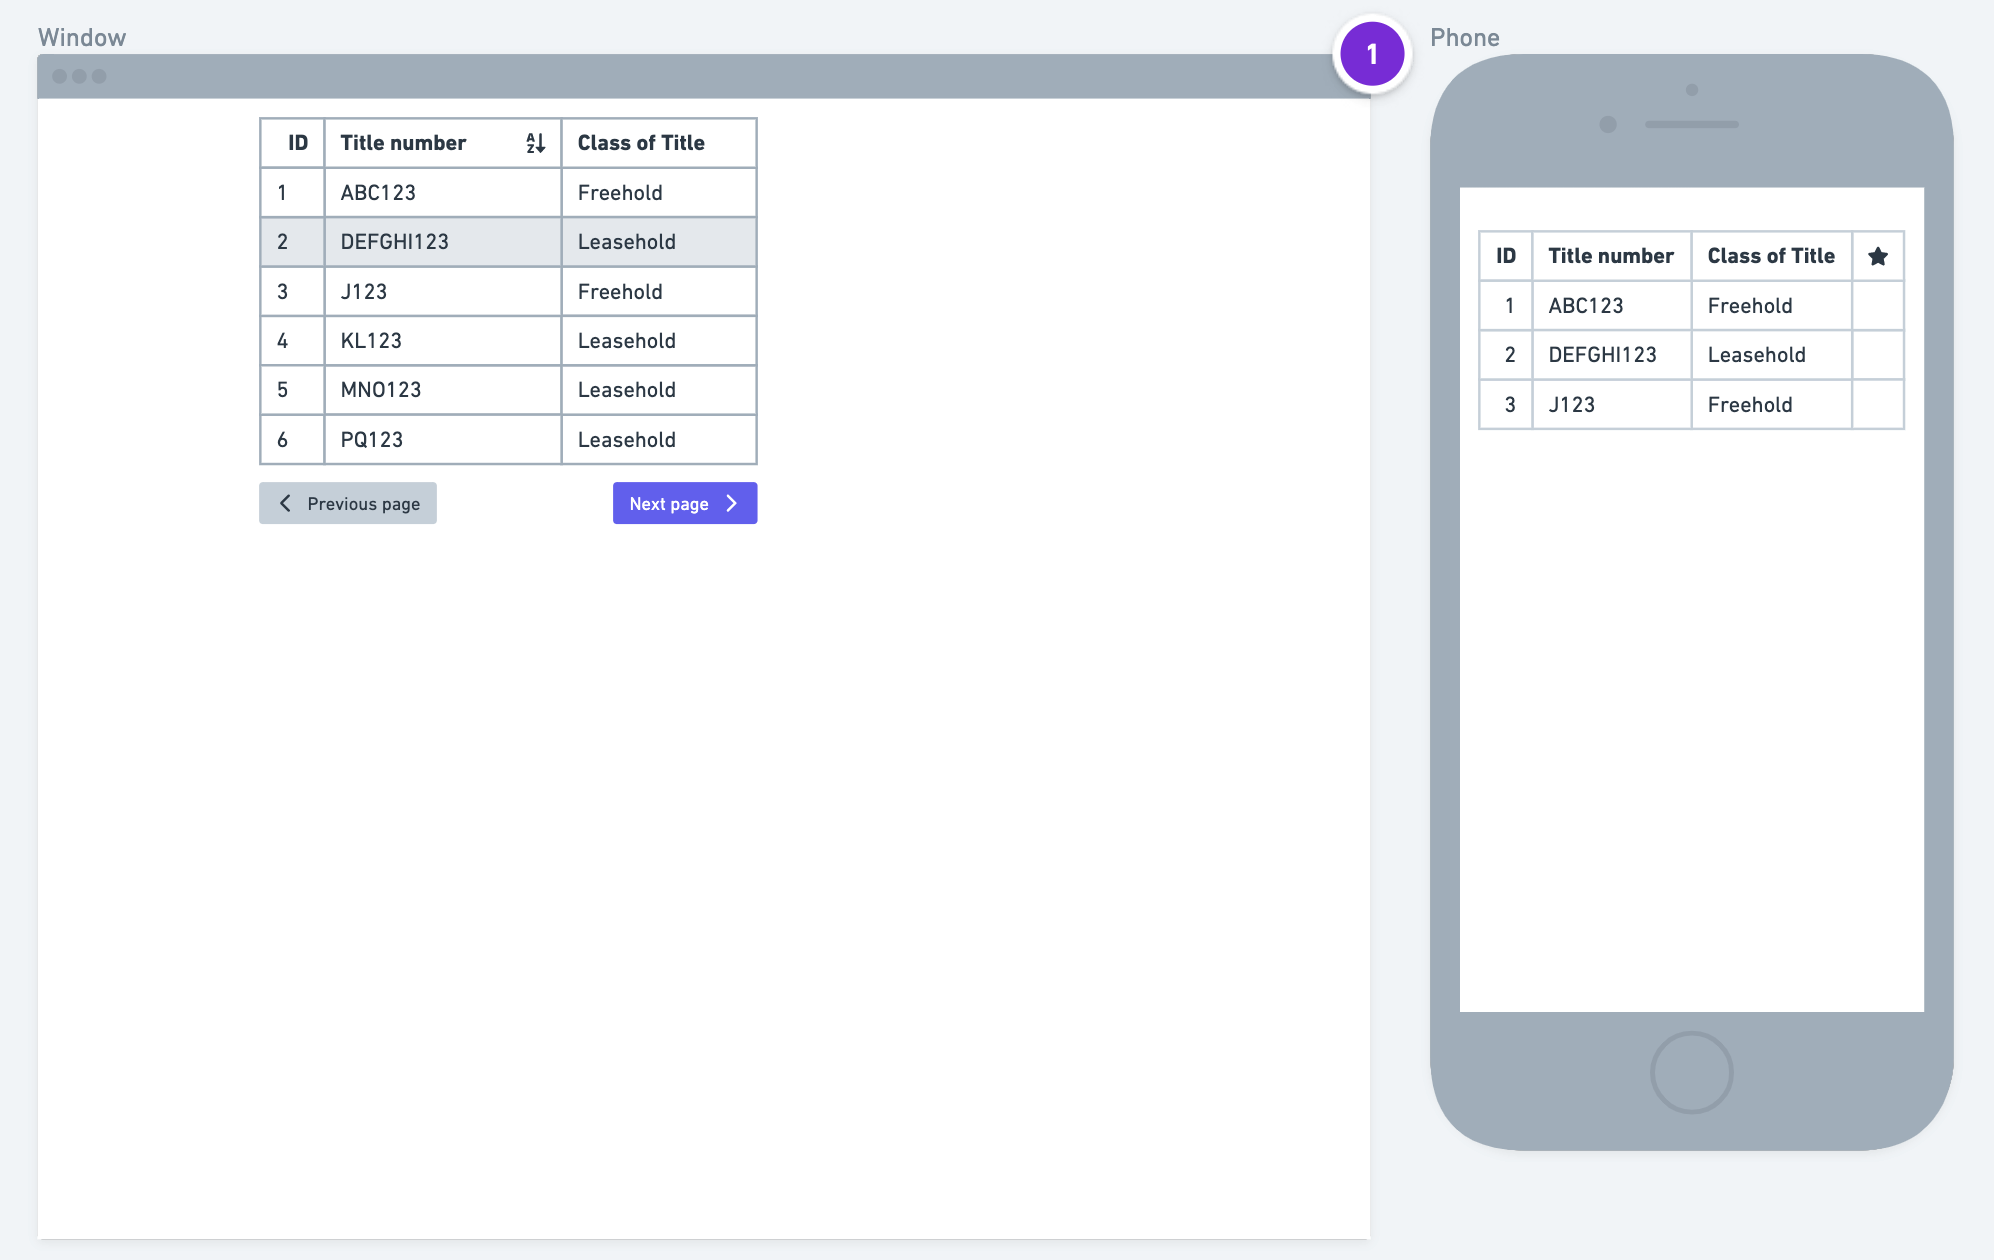 Window
1
Phone
ID Title number Class of Title
1 ABC123 Freehold
2 DEFGHI123 Leasehold
3 J123 Freehold
4 KL123 Leasehold
5 MNO123 Leasehold
6 PQ123 Leasehold
Previous page Next page
ID Title number Class of Title
1 ABC123 Freehold
2 DEFGHI123 Leasehold
3 J123 Freehold